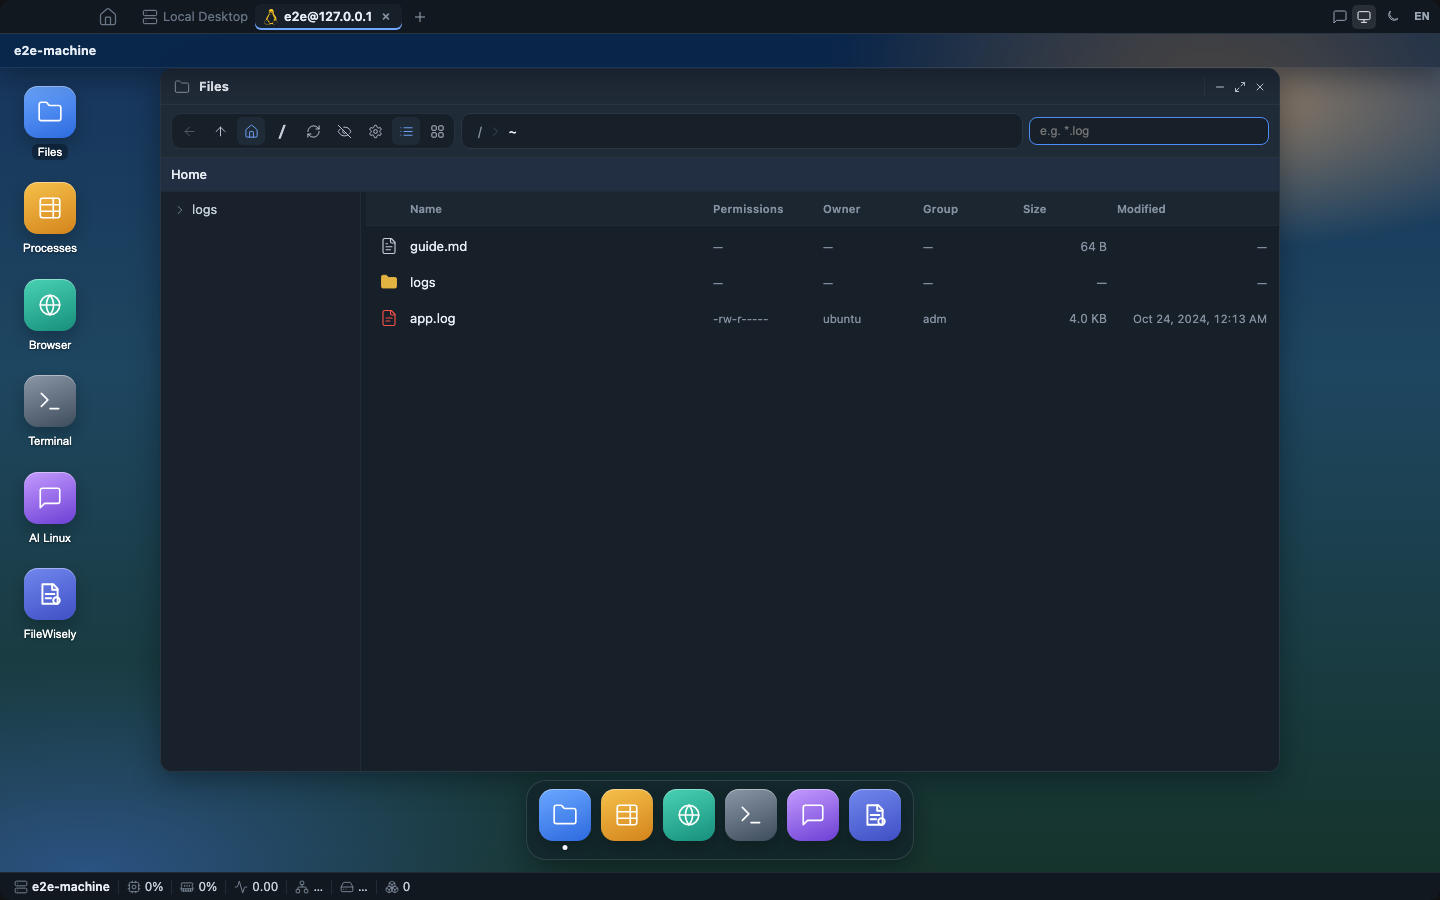 Local Desktop
e2e@127.0.0.1
EN
e2e-machine
Files
Processes
Browser
Terminal
AI Linux
FileWisely
Files
/
/ ~
e.g. *.log
Home
logs
Name Permissions Owner Group Size Modified
guide.md — — — 64 B —
logs — — — — —
app.log -rw-r----- ubuntu adm 4.0 KB Oct 24, 2024, 12:13 AM
e2e-machine 0% 0% 0.00 ... ... 0